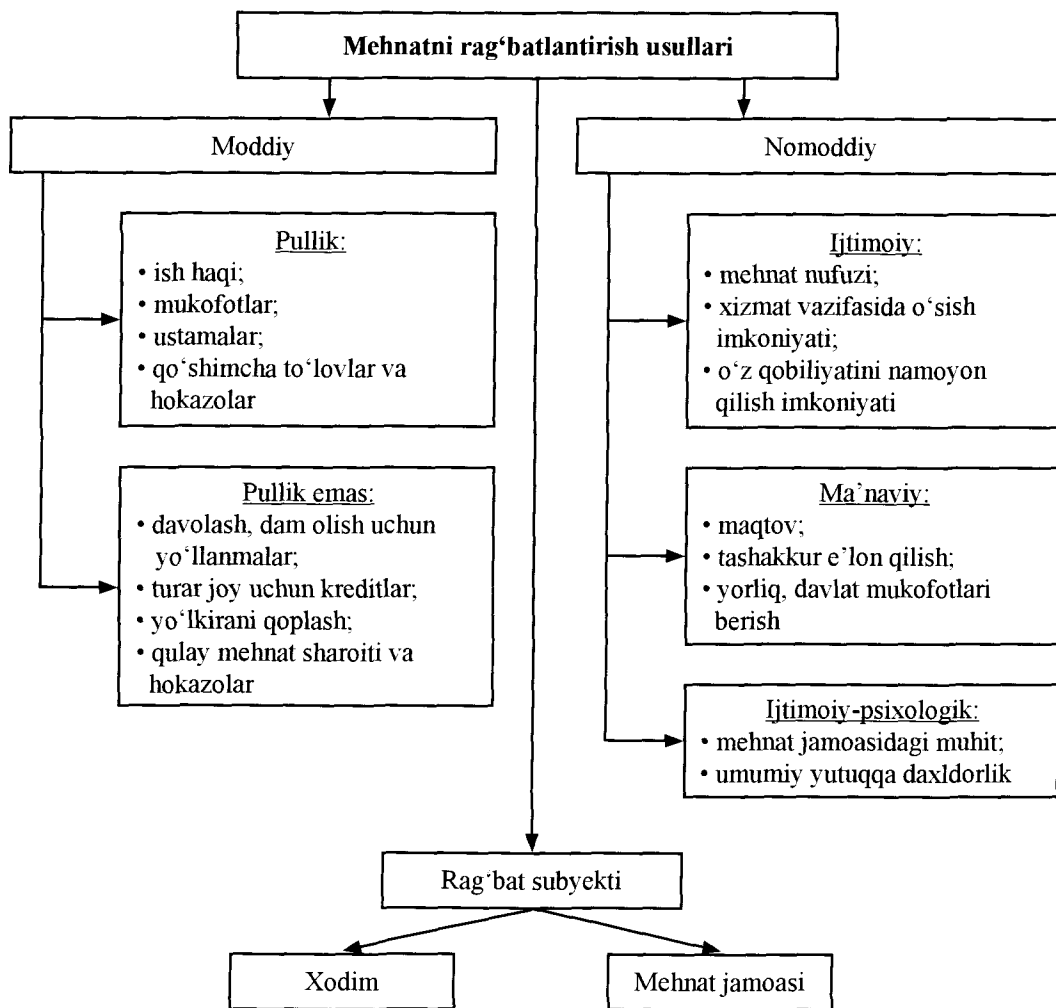 Mehnatni rag‘batlantirish usullari
Moddiy
Pullik:
• ish haqi;
• mukofotlar;
• ustamalar;
• qo‘shimcha to‘lovlar va
hokazolar
Pullik emas:
• davolash, dam olish uchun
yo‘llanmalar;
• turar joy uchun kreditlar;
• yo‘lkirani qoplash;
• qulay mehnat sharoiti va
hokazolar
Nomoddiy
Ijtimoiy:
• mehnat nufuzi;
• xizmat vazifasida o‘sish
imkoniyati;
• o‘z qobiliyatini namoyon
qilish imkoniyati
Ma’naviy:
• maqtov;
• tashakkur e’lon qilish;
• yorliq, davlat mukofotlari
berish
Ijtimoiy-psixologik:
• mehnat jamoasidagi muhit;
• umumiy yutuqqa daxldorlik
Rag‘bat subyekti
Xodim
Mehnat jamoasi